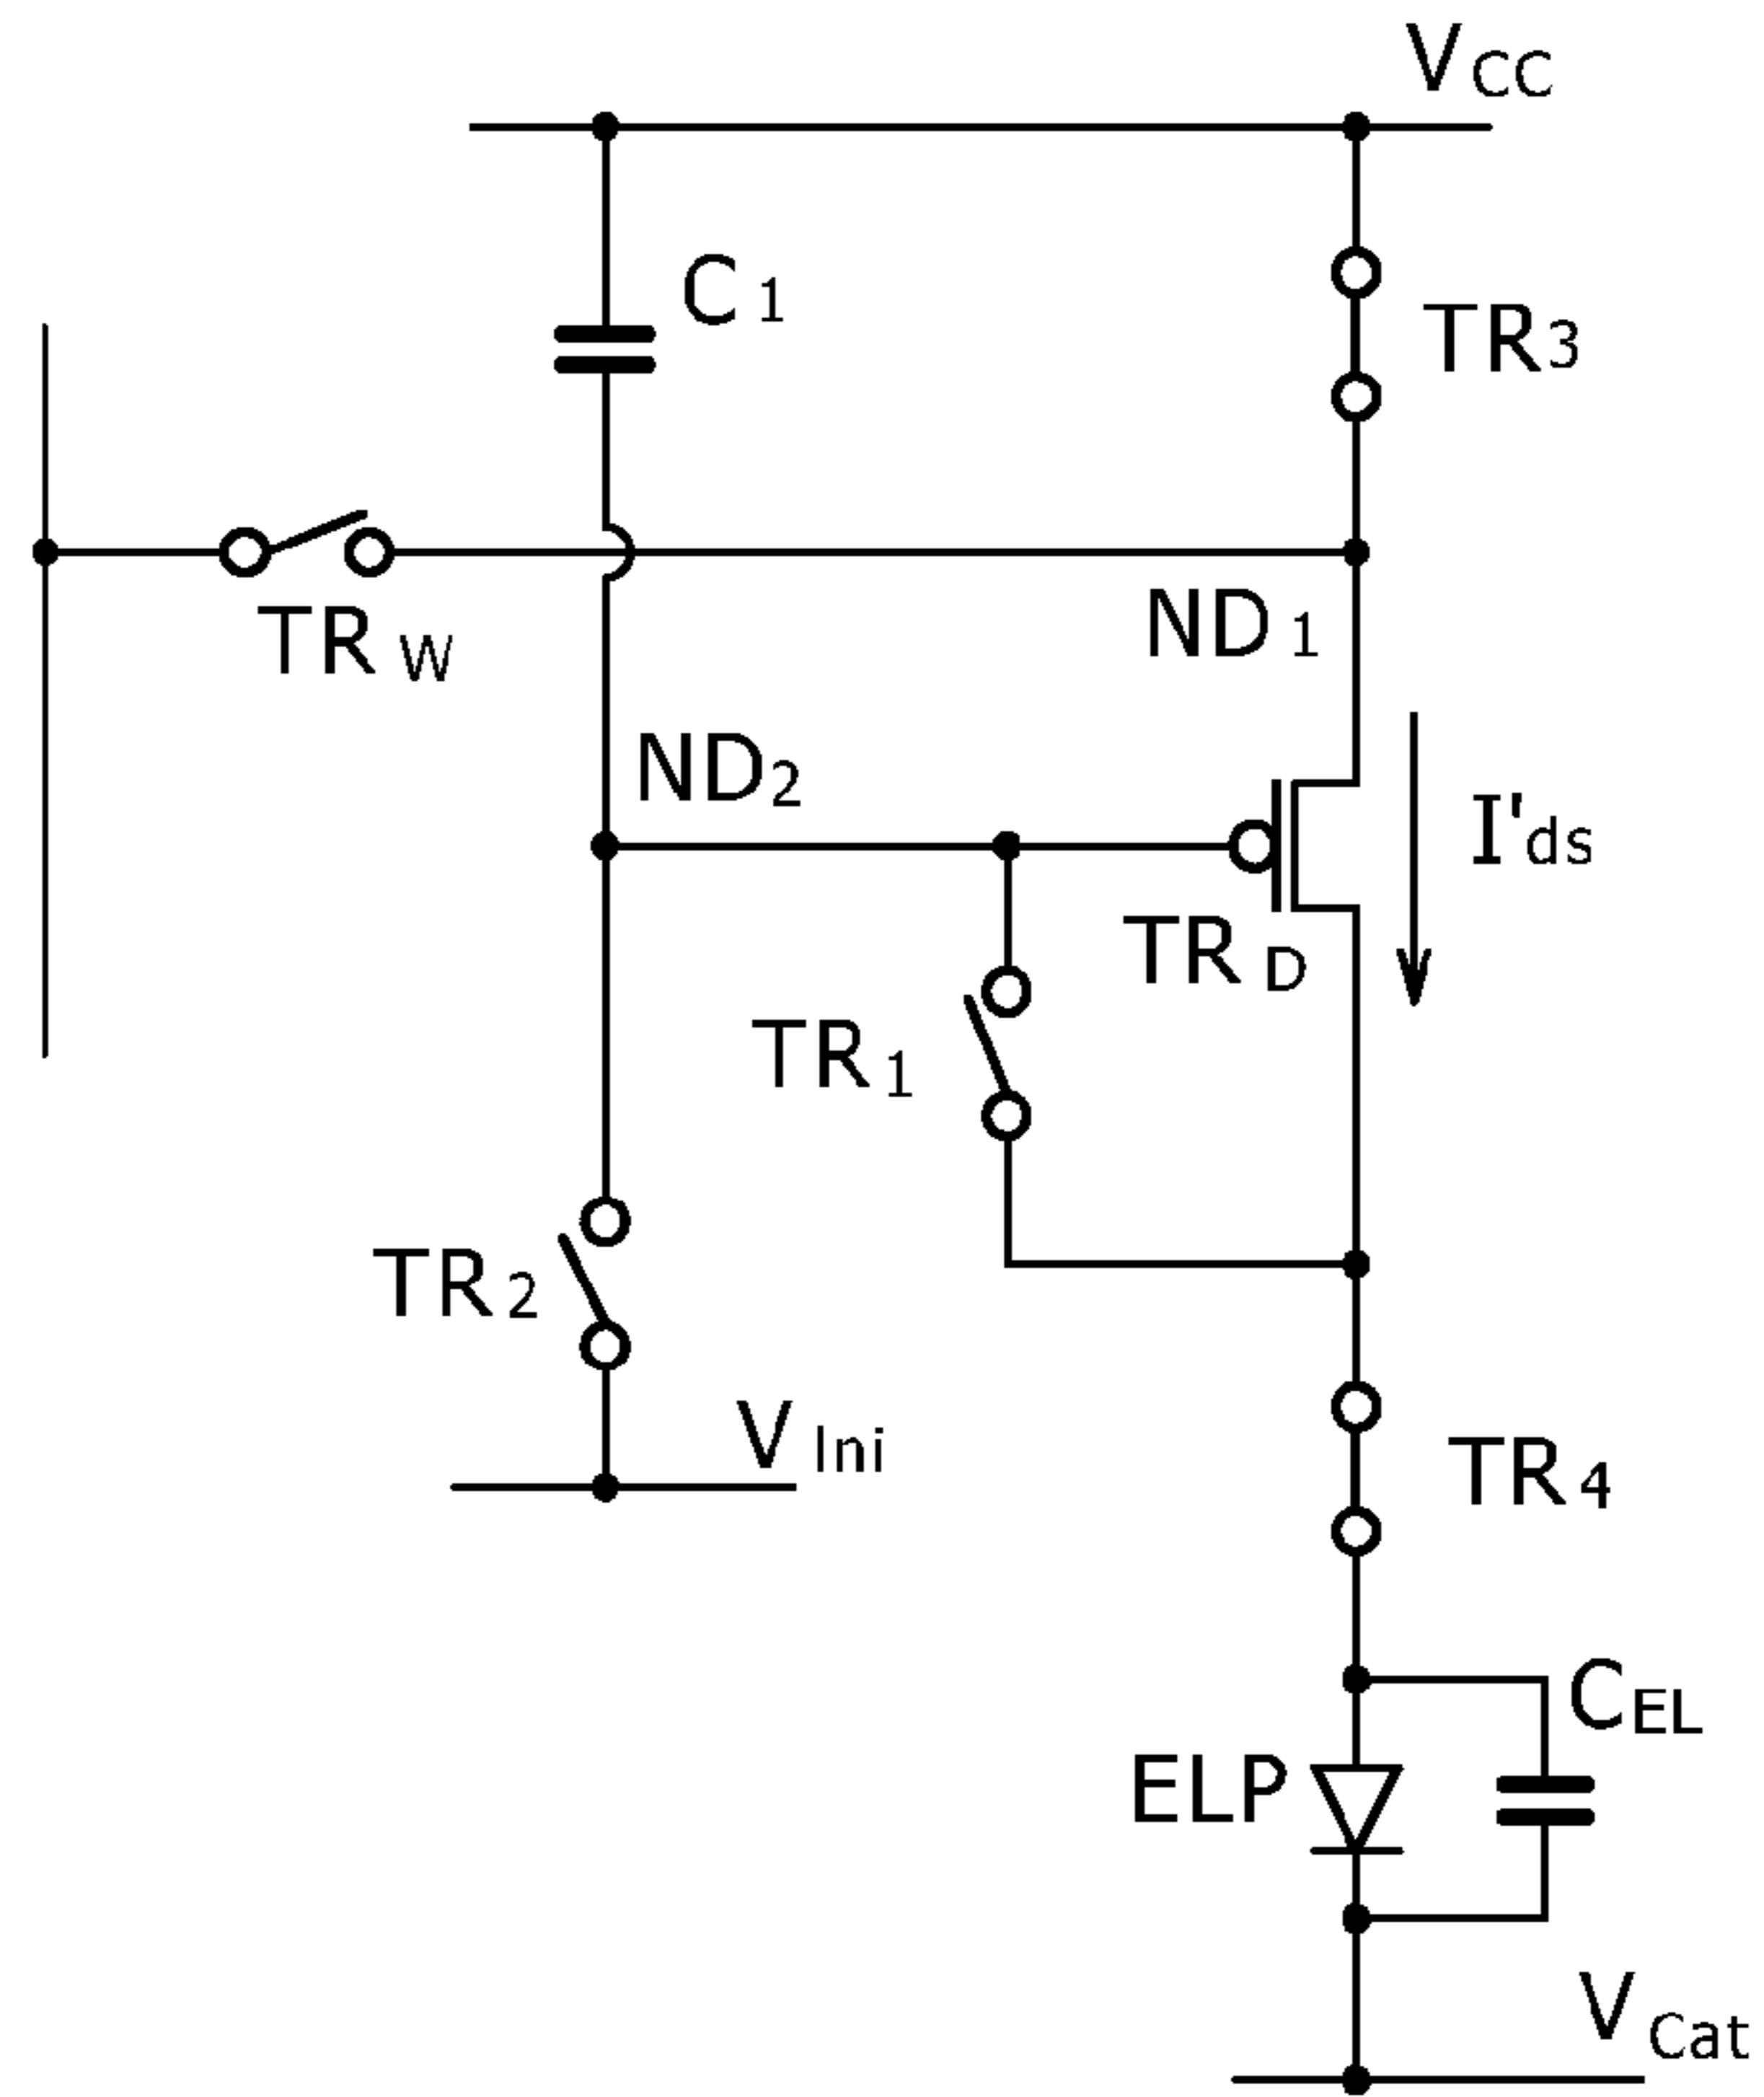 VCC
C1
TR3
TRW
ND1
ND2
I'ds
TRD
TR1
TR2
VIni
TR4
CEL
ELP
VCat